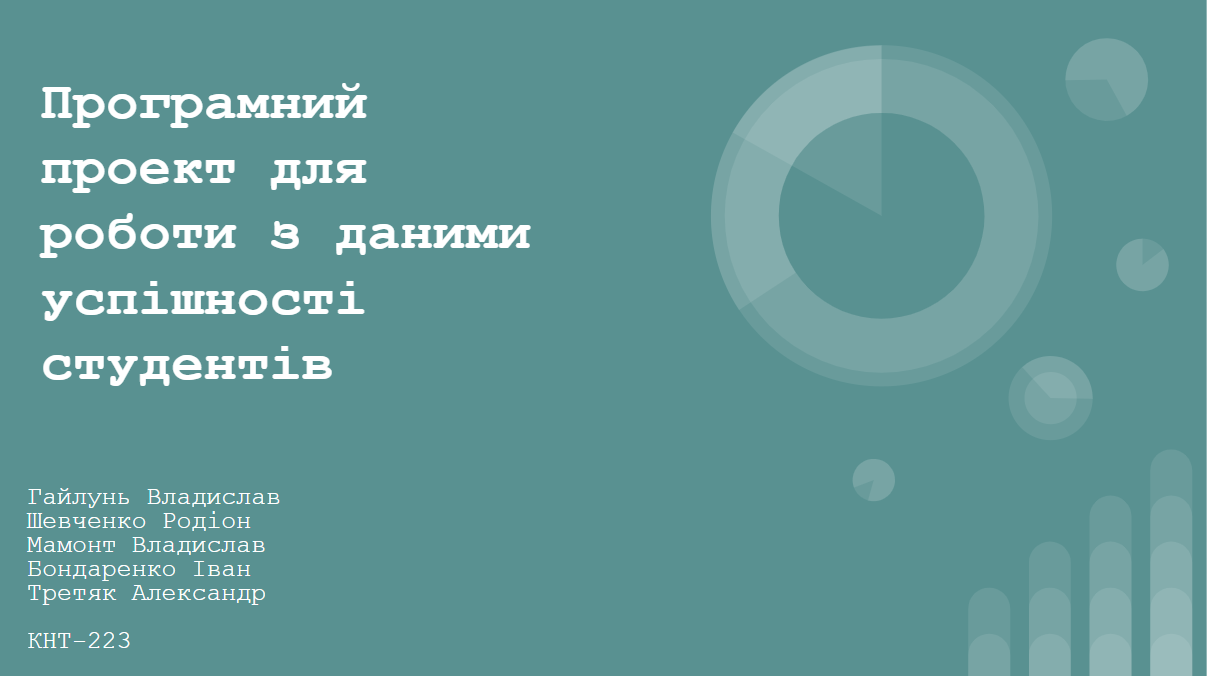 Програмний
проект для
роботи з даними
успішності
студентів
Гайлунь Владислав
Шевченко Родіон
Мамонт Владислав
Бондаренко Іван
Третяк Александр
КНТ-223